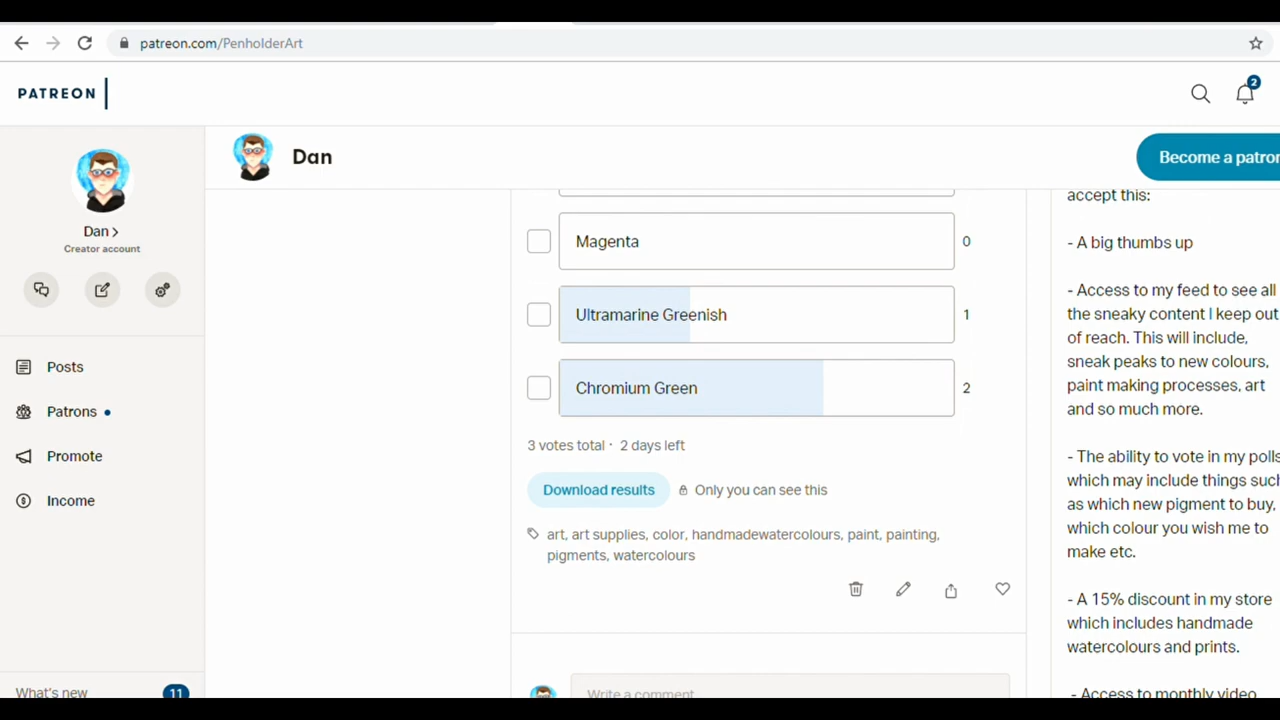 patreon.com/PenholderArt
PATREON
2
Dan
Become a patron
Dan >
Creator account
Posts
Patrons
Promote
Income
What's new 11
Magenta 0
Ultramarine Greenish 1
Chromium Green 2
3 votes total · 2 days left
Download results Only you can see this
art, art supplies, color, handmadewatercolours, paint, painting,
pigments, watercolours
Write a comment
accept this:
- A big thumbs up
- Access to my feed to see all
the sneaky content I keep out
of reach. This will include,
sneak peaks to new colours,
paint making processes, art
and so much more.
- The ability to vote in my polls
which may include things such
as which new pigment to buy,
which colour you wish me to
make etc.
- A 15% discount in my store
which includes handmade
watercolours and prints.
- Access to monthly video